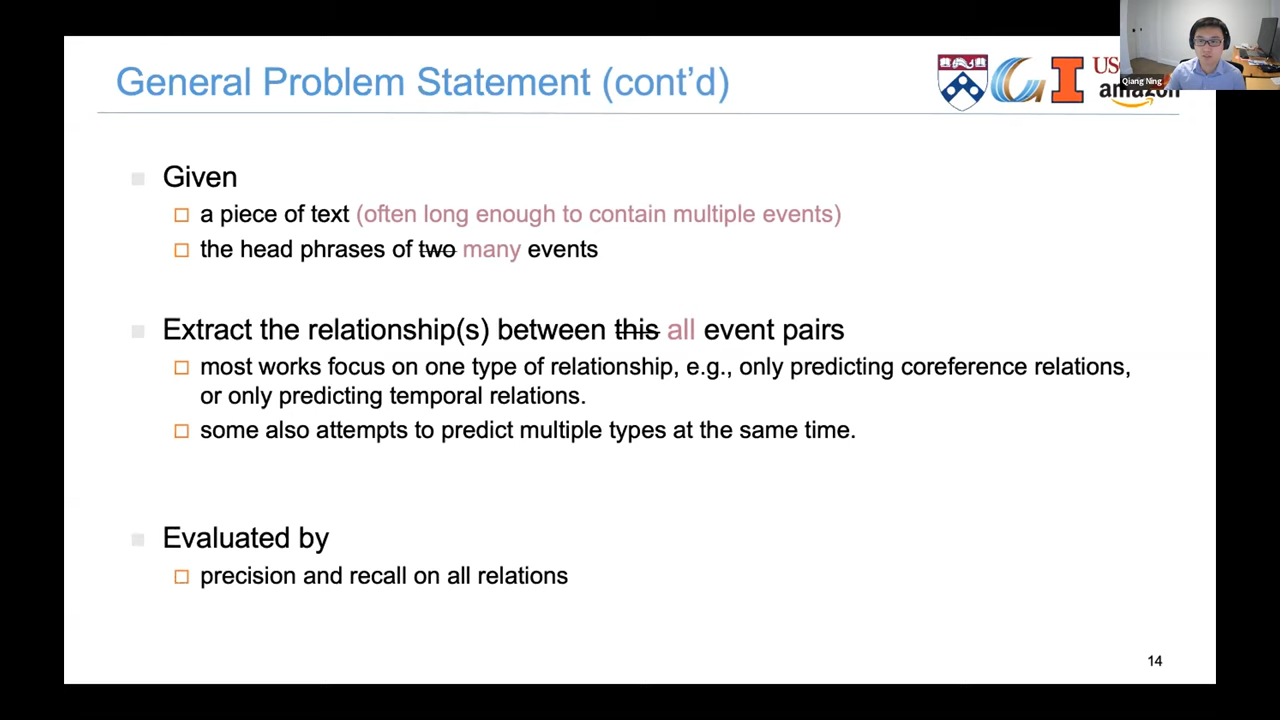 General Problem Statement (cont'd)
USC
amazon
Qiang Ning
Given
a piece of text (often long enough to contain multiple events)
the head phrases of two many events
Extract the relationship(s) between this all event pairs
most works focus on one type of relationship, e.g., only predicting coreference relations,
or only predicting temporal relations.
some also attempts to predict multiple types at the same time.
Evaluated by
precision and recall on all relations
14